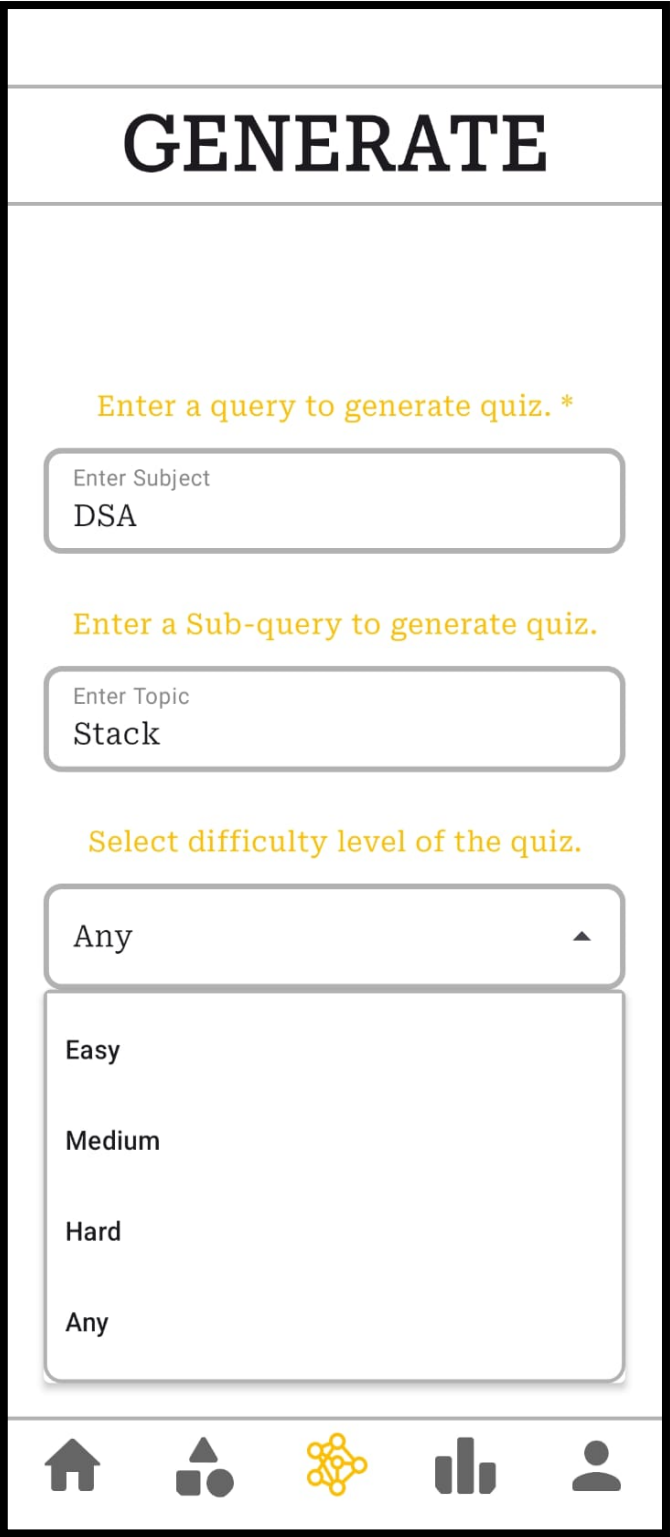 GENERATE
Enter a query to generate quiz. *
Enter Subject
DSA
Enter a Sub-query to generate quiz.
Enter Topic
Stack
Select difficulty level of the quiz.
Any
Easy
Medium
Hard
Any